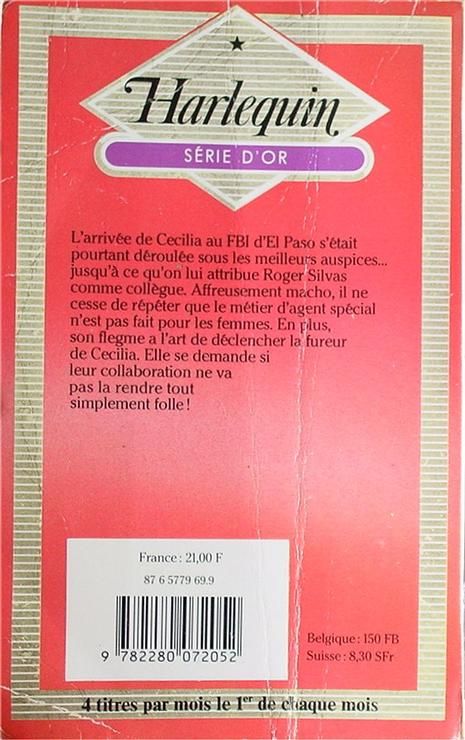 Harlequin
SÉRIE D'OR
L'arrivée de Cecilia au FBI d'El Paso s'était
pourtant déroulée sous les meilleurs auspices...
jusqu'à ce qu'on lui attribue Roger Silvas
comme collègue. Affreusement macho, il ne
cesse de répéter que le métier d'agent spécial
n'est pas fait pour les femmes. En plus,
son flegme a l'art de déclencher la fureur
de Cecilia. Elle se demande si
leur collaboration ne va
pas la rendre tout
simplement folle !
France : 21,00 F
87 6 5779 69.9
9 782280 072052
Belgique : 150 FB
Suisse : 8,30 SFr
4 titres par mois le 1er de chaque mois